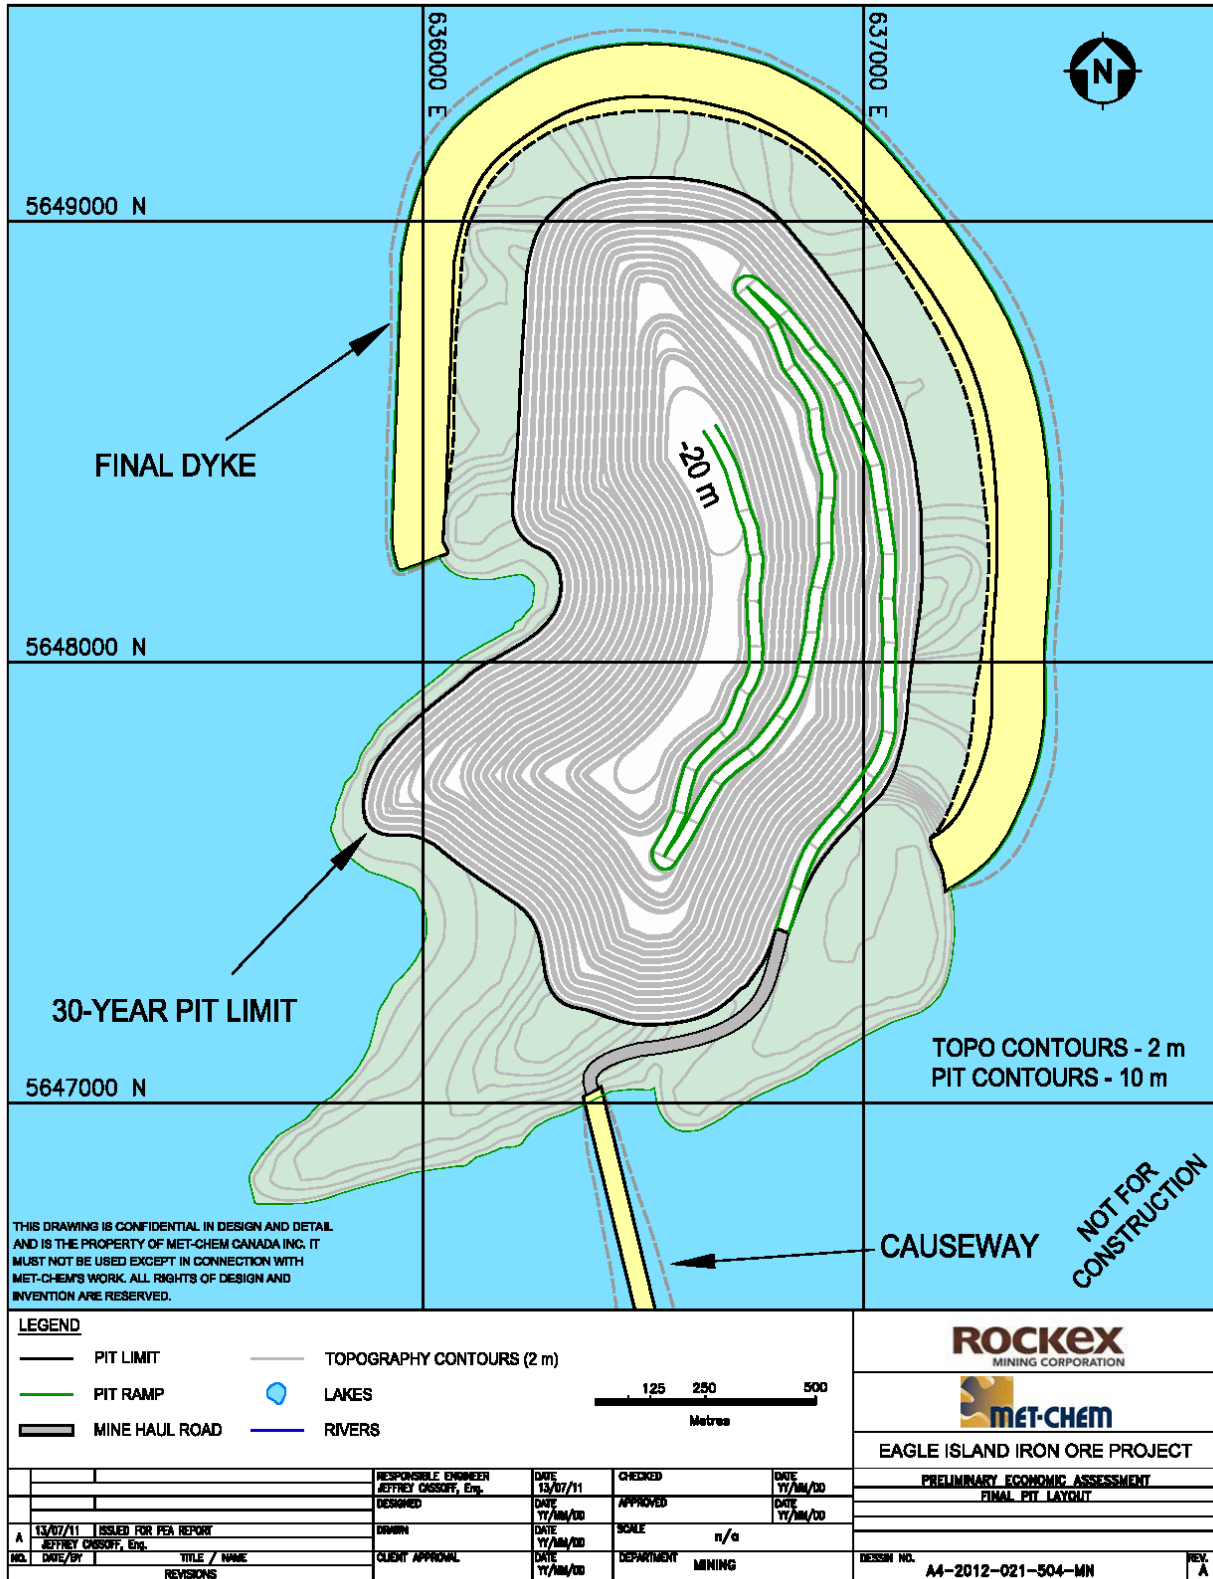 636000 E
637000 E
N
5649000 N
FINAL DYKE
-20 m
5648000 N
30-YEAR PIT LIMIT
TOPO CONTOURS - 2 m
PIT CONTOURS - 10 m
5647000 N
NOT FOR
CONSTRUCTION
CAUSEWAY
THIS DRAWING IS CONFIDENTIAL IN DESIGN AND DETAIL
AND IS THE PROPERTY OF MET-CHEM CANADA INC. IT
MUST NOT BE USED EXCEPT IN CONNECTION WITH
MET-CHEM'S WORK. ALL RIGHTS OF DESIGN AND
INVENTION ARE RESERVED.
LEGEND
PIT LIMIT
TOPOGRAPHY CONTOURS (2 m)
PIT RAMP
LAKES
MINE HAUL ROAD
RIVERS
125 250 500
Metres
ROCKEX
MINING CORPORATION
MET-CHEM
EAGLE ISLAND IRON ORE PROJECT
PRELIMINARY ECONOMIC ASSESSMENT
FINAL PIT LAYOUT
RESPONSIBLE ENGINEER
JEFFREY CASSOFF, Eng.
DATE
13/07/11
CHECKED
DATE
YY/MM/DD
DESIGNED
DATE
YY/MM/DD
APPROVED
DATE
YY/MM/DD
A 13/07/11 ISSUED FOR PEA REPORT
JEFFREY CASSOFF, Eng.
DRAWN
DATE
YY/MM/DD
SCALE
n/a
NO. DATE/BY TITLE / NAME
REVISIONS
CLIENT APPROVAL
DATE
YY/MM/DD
DEPARTMENT
MINING
DESSIN NO.
A4-2012-021-504-MN
REV.
A